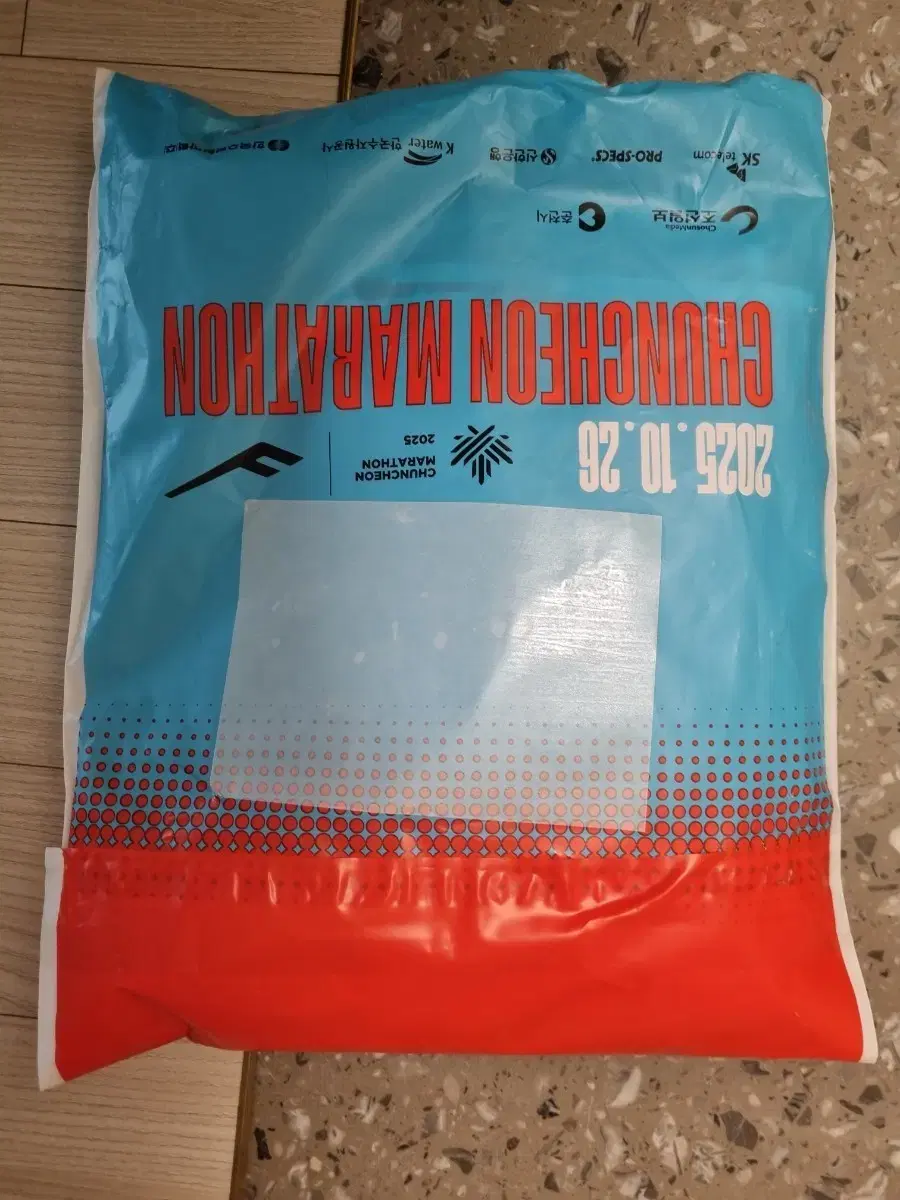 2025.10.26
CHUNCHEON
MARATHON
2025
CHUNCHEON MARATHON
ChosunMedia
조선일보
춘천시
SK telecom
PRO-SPECS
신한은행
K water 한국수자원공사